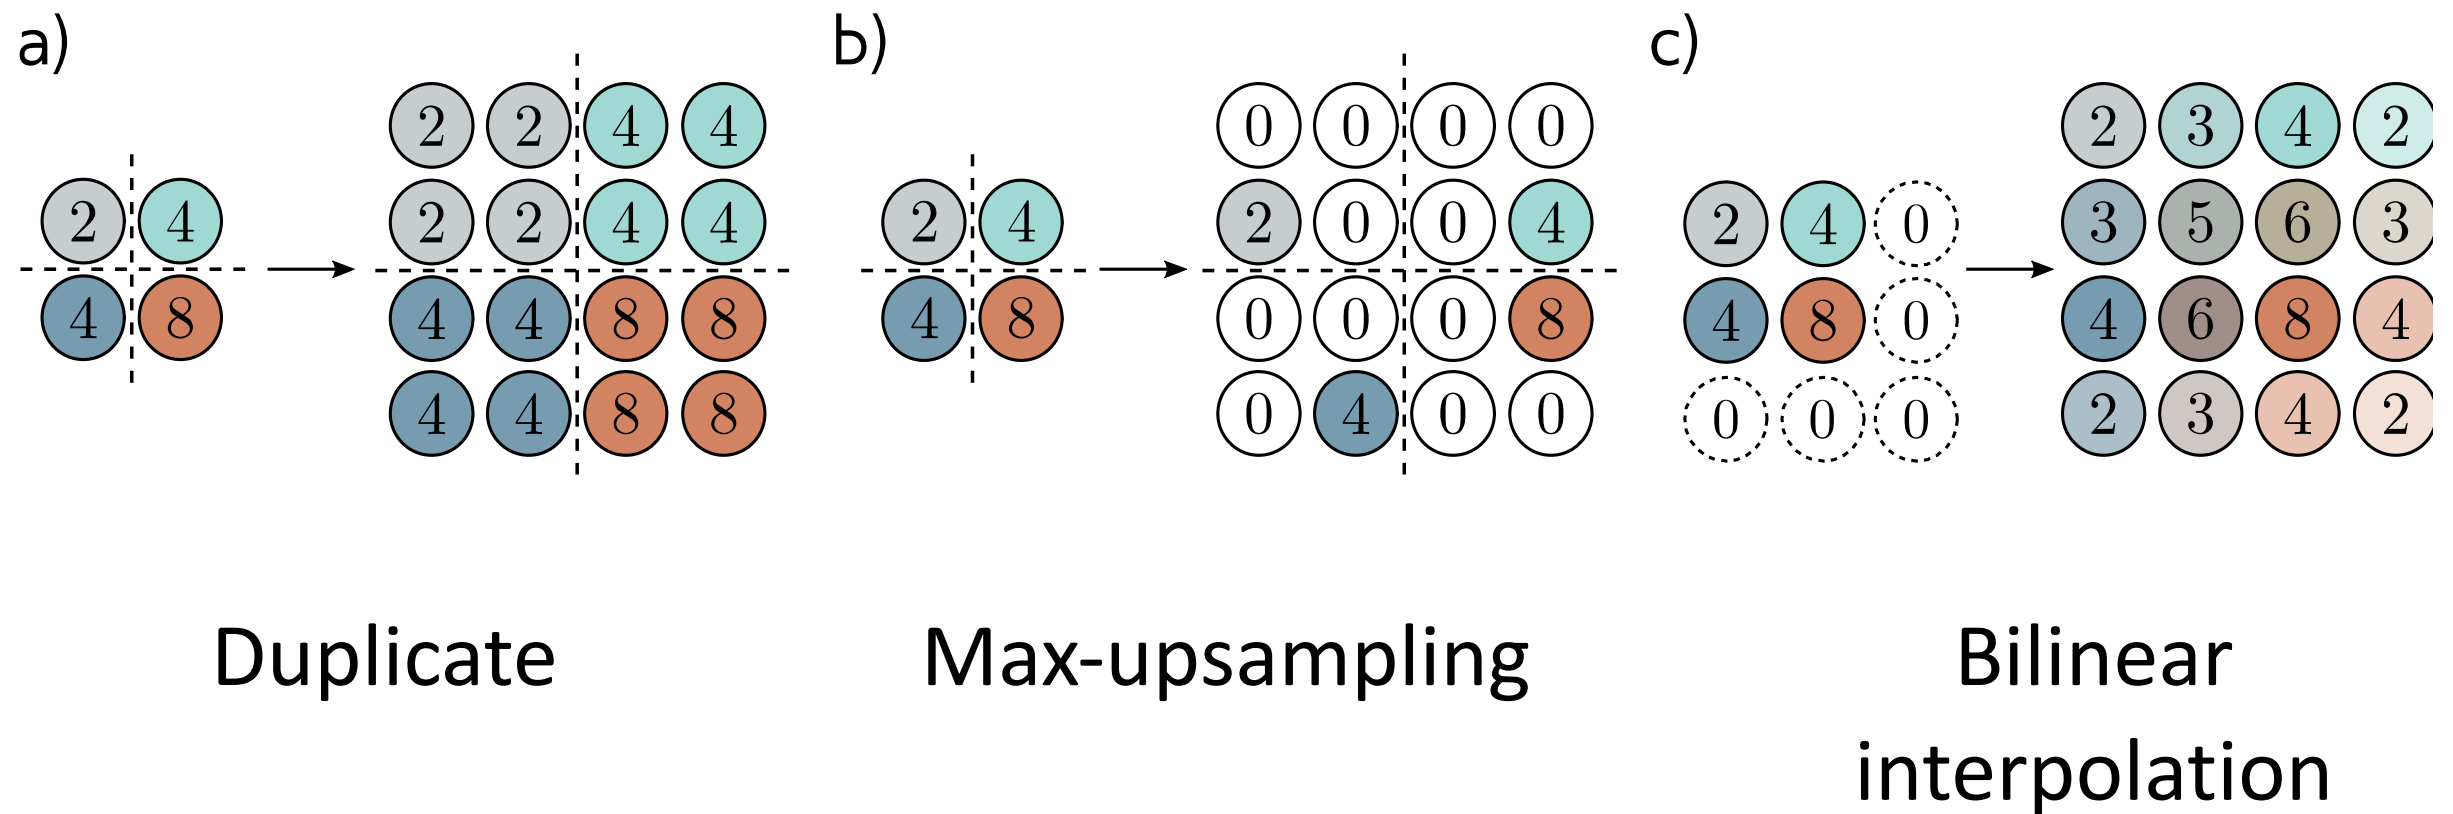 a)
2 4
4 8
2 2 4 4
2 2 4 4
4 4 8 8
4 4 8 8
Duplicate
b)
2 4
4 8
0 0 0 0
2 0 0 4
0 0 0 8
0 4 0 0
Max-upsampling
c)
2 4 0
4 8 0
0 0 0
2 3 4 2
3 5 6 3
4 6 8 4
2 3 4 2
Bilinear
interpolation